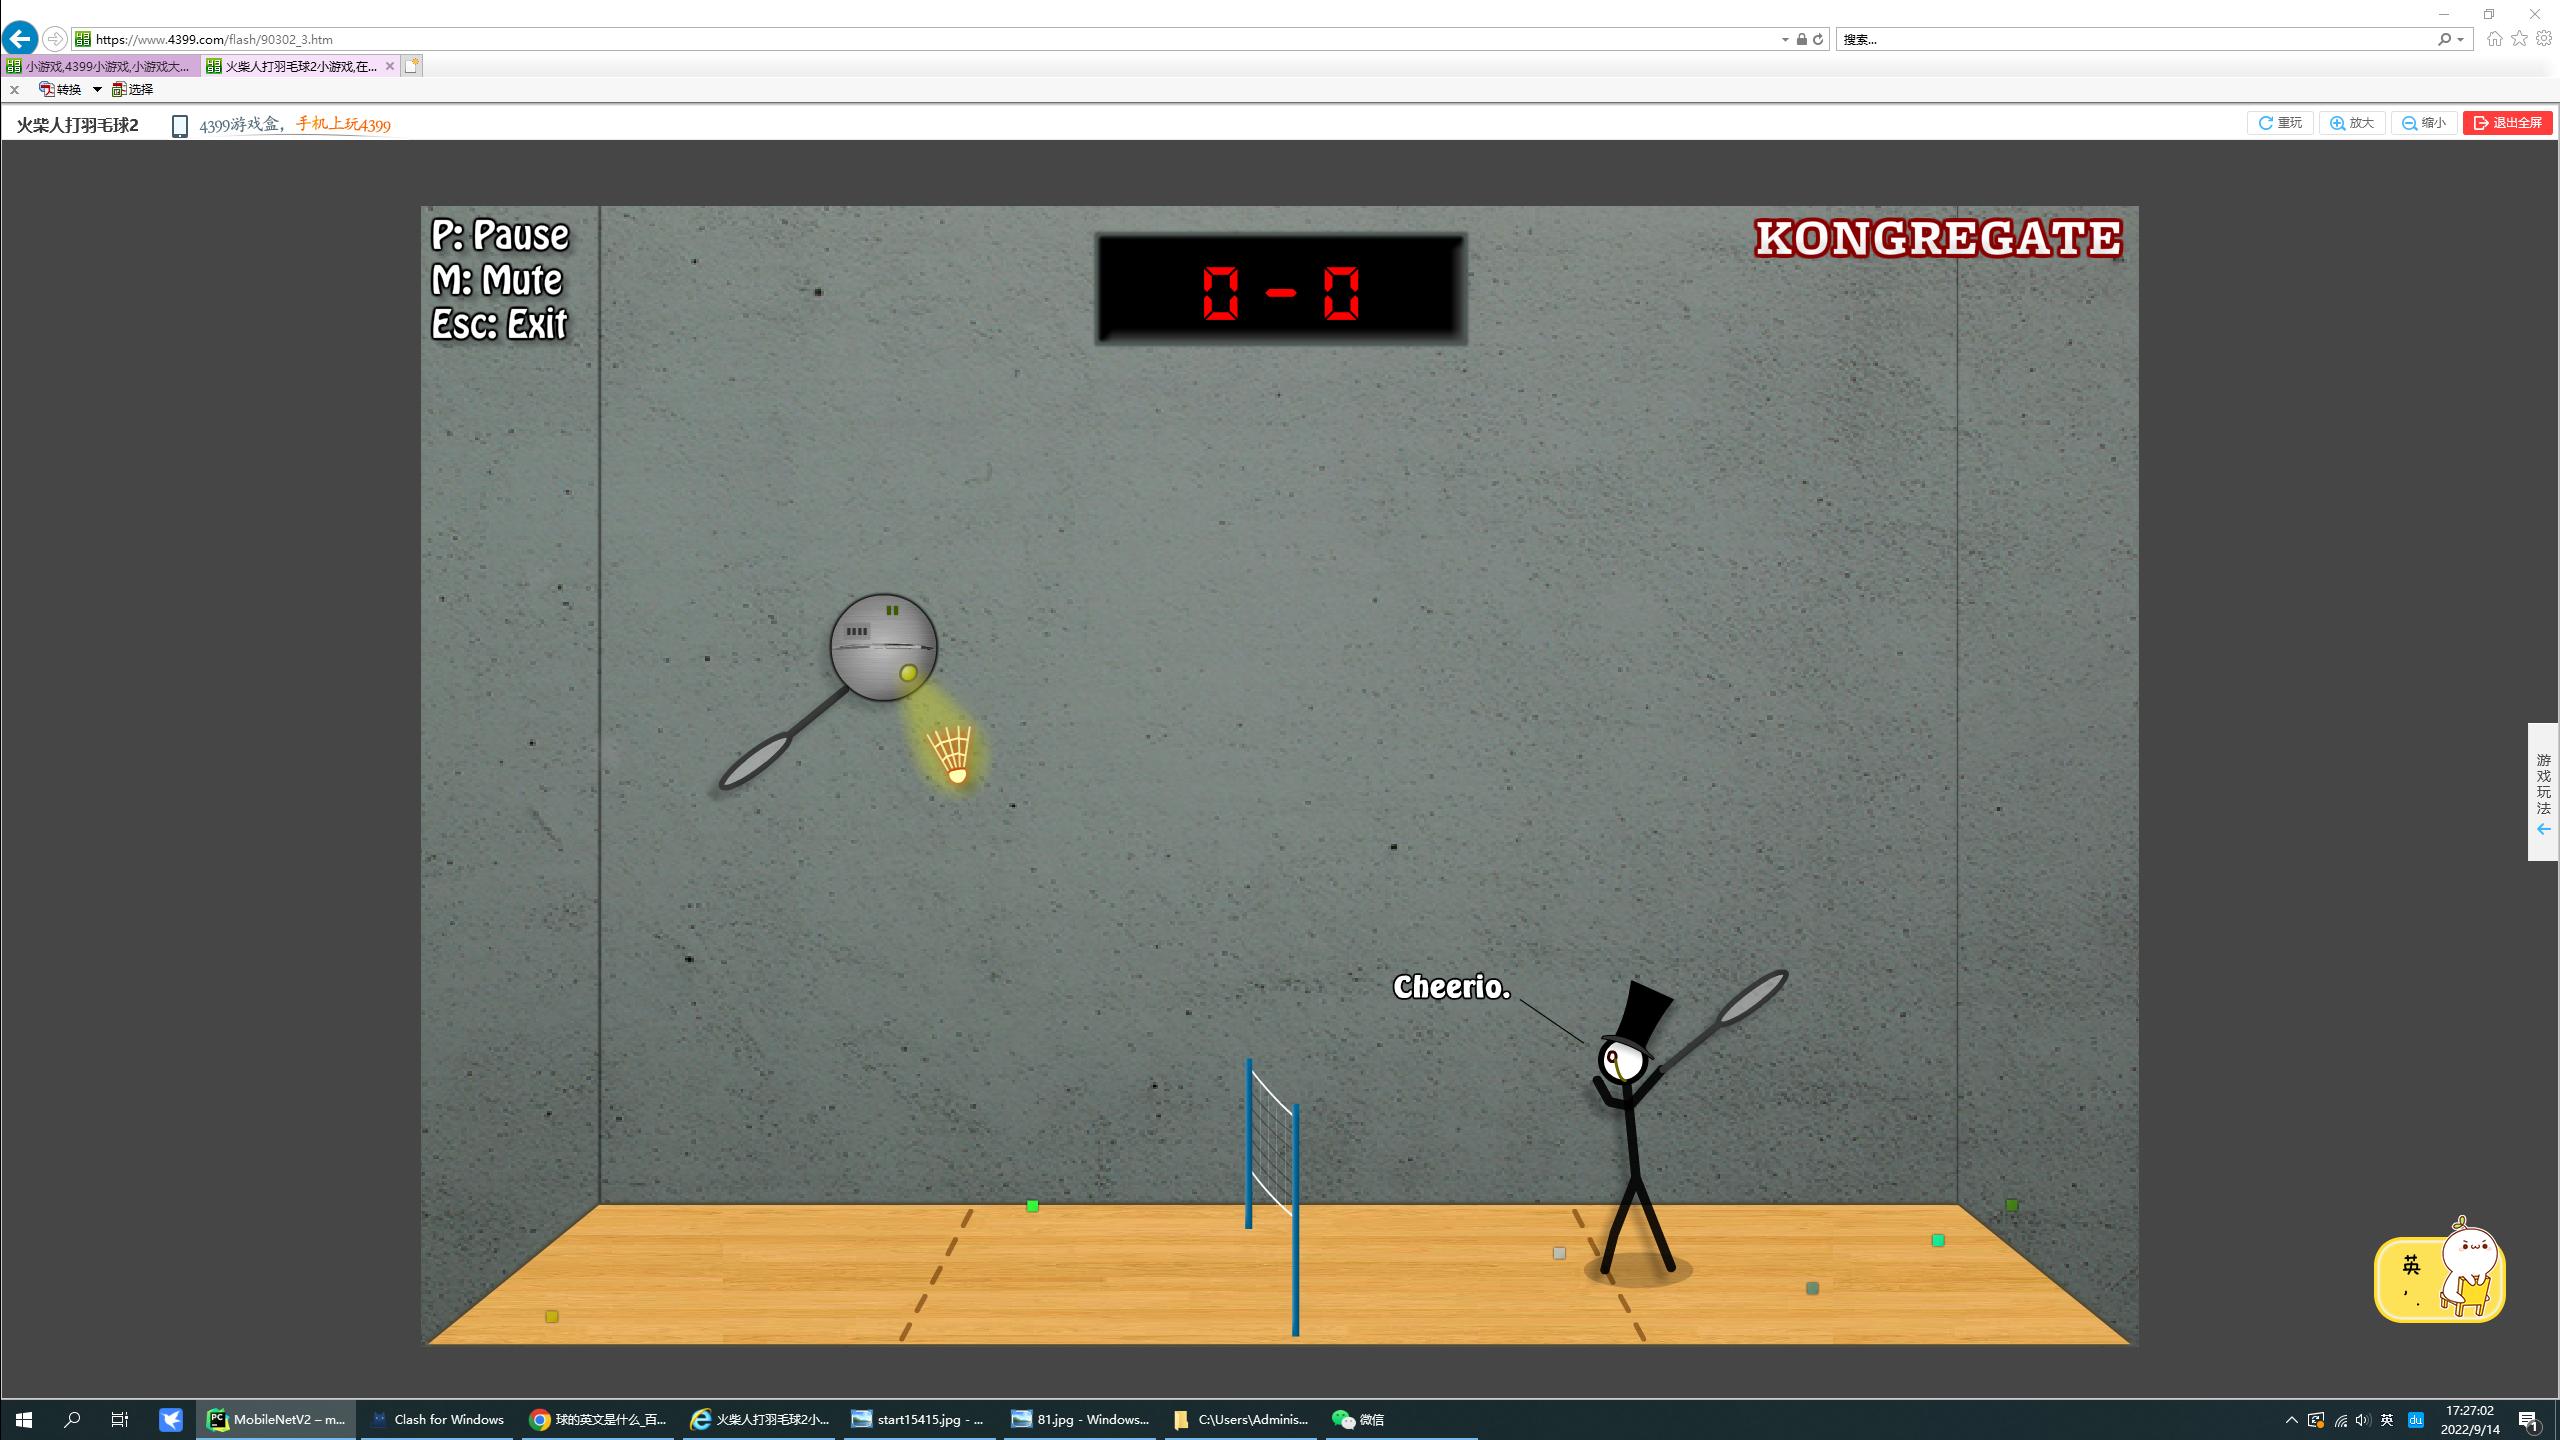 https://www.4399.com/flash/90302_3.htm
搜索...
小游戏,4399小游戏,小游戏大...
火柴人打羽毛球2小游戏,在...
转换
选择
火柴人打羽毛球2
4399游戏盒，手机上玩4399
重玩
放大
缩小
退出全屏
P: Pause
M: Mute
Esc: Exit
0-0
KONGREGATE
游戏玩法
Cheerio.
英
MobileNetV2 – m...
Clash for Windows
球的英文是什么_百...
火柴人打羽毛球2小...
start15415.jpg - ...
81.jpg - Windows...
C:\Users\Adminis...
微信
英
du
17:27:02
2022/9/14
1